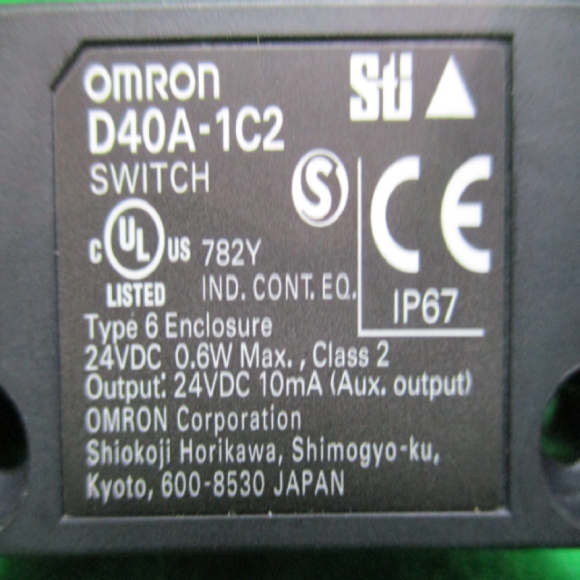 OMRON
STI
D40A-1C2
SWITCH
S
C UL US
LISTED
782Y
IND. CONT. EQ.
CE
IP67
Type 6 Enclosure
24VDC 0.6W Max. , Class 2
Output: 24VDC 10mA (Aux. output)
OMRON Corporation
Shiokoji Horikawa, Shimogyo-ku,
Kyoto, 600-8530 JAPAN